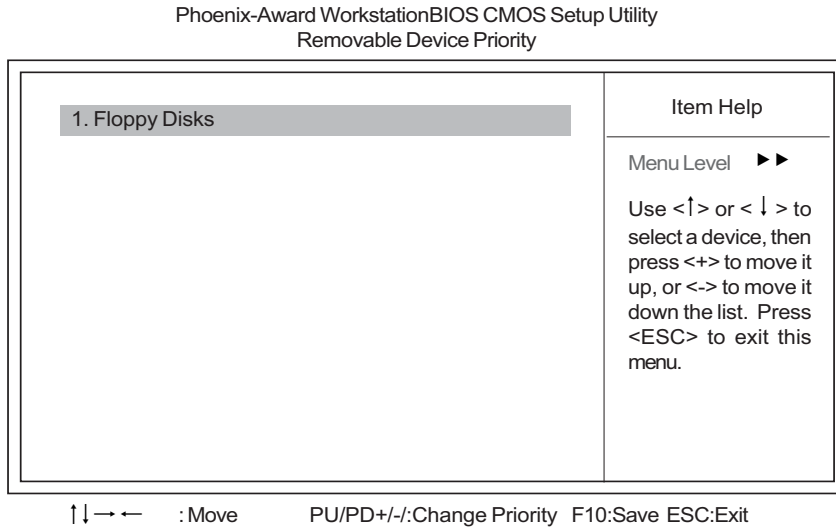 Phoenix-Award WorkstationBIOS CMOS Setup Utility
Removable Device Priority
1. Floppy Disks
Item Help
Menu Level ►►
Use <↑> or < ↓ > to
select a device, then
press <+> to move it
up, or <-> to move it
down the list. Press
<ESC> to exit this
menu.
↑↓→← : Move PU/PD+/-/:Change Priority F10:Save ESC:Exit